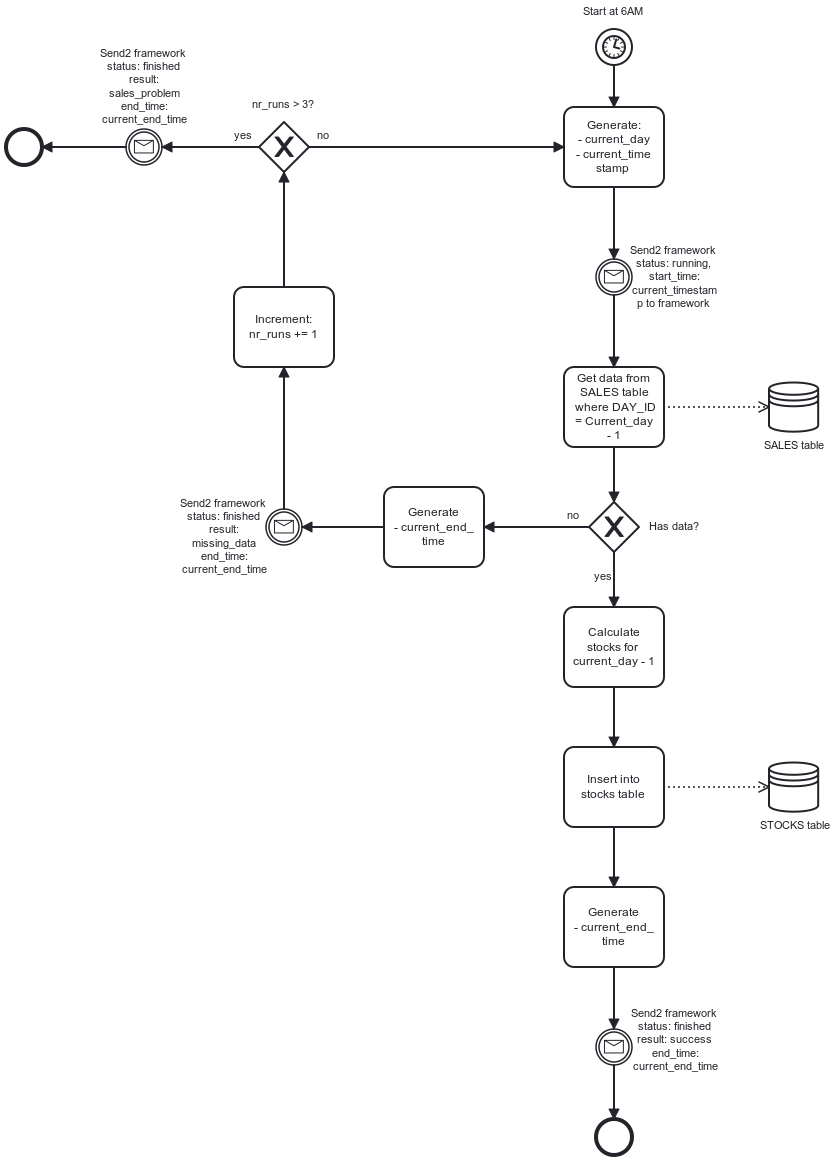 Start at 6AM
Send2 framework
status: finished
result:
sales_problem
end_time:
current_end_time
nr_runs > 3?
yes
no
Generate:
- current_day
- current_time
stamp
Send2 framework
status: running,
start_time:
current_timestam
p to framework
Increment:
nr_runs += 1
Get data from
SALES table
where DAY_ID
= Current_day
- 1
SALES table
Send2 framework
status: finished
result:
missing_data
end_time:
current_end_time
Generate
- current_end_
time
no
Has data?
yes
Calculate
stocks for
current_day - 1
Insert into
stocks table
STOCKS table
Generate
- current_end_
time
Send2 framework
status: finished
result: success
end_time:
current_end_time